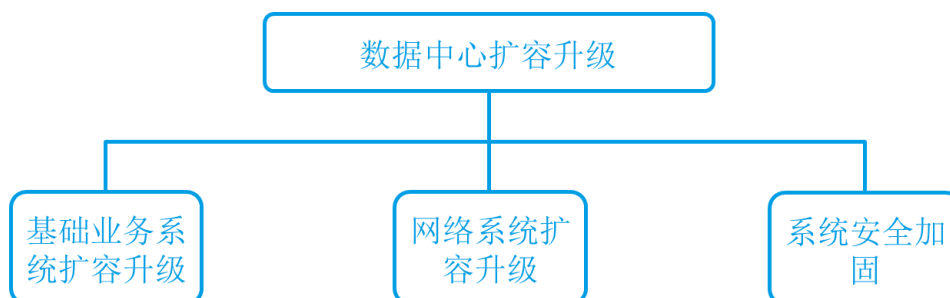 数据中心扩容升级
基础业务系
统扩容升级
网络系统扩
容升级
系统安全加
固